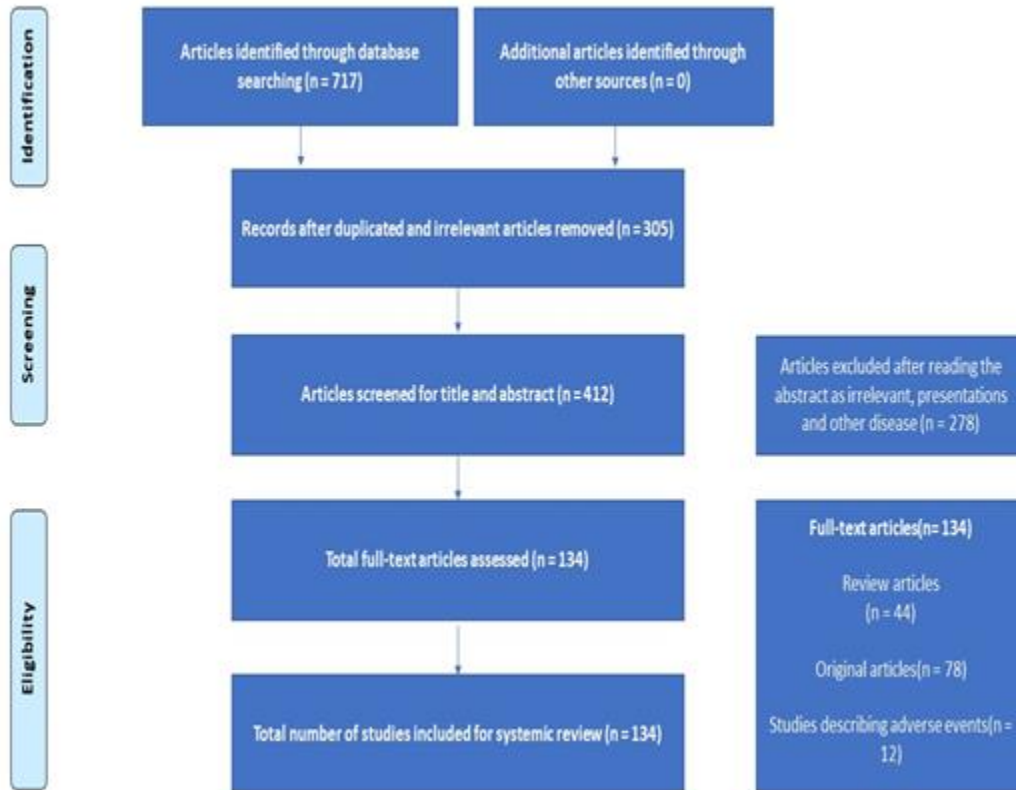 Identification
Articles identified through database
searching (n = 717)
Additional articles identified through
other sources (n = 0)
Records after duplicated and irrelevant articles removed (n = 305)
Screening
Articles screened for title and abstract (n = 412)
Articles excluded after reading the
abstract as irrelevant, presentations
and other disease (n = 278)
Eligibility
Total full-text articles assessed (n = 134)
Full-text articles(n= 134)
Review articles
(n = 44)
Original articles(n = 78)
Studies describing adverse events(n =
12)
Total number of studies included for systemic review (n = 134)